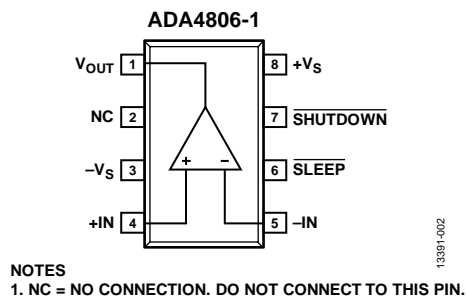 ADA4806-1
VOUT 1
8 +VS
NC 2
7 SHUTDOWN
–VS 3
6 SLEEP
+IN 4
5 –IN
+ –
13391-002
NOTES
1. NC = NO CONNECTION. DO NOT CONNECT TO THIS PIN.